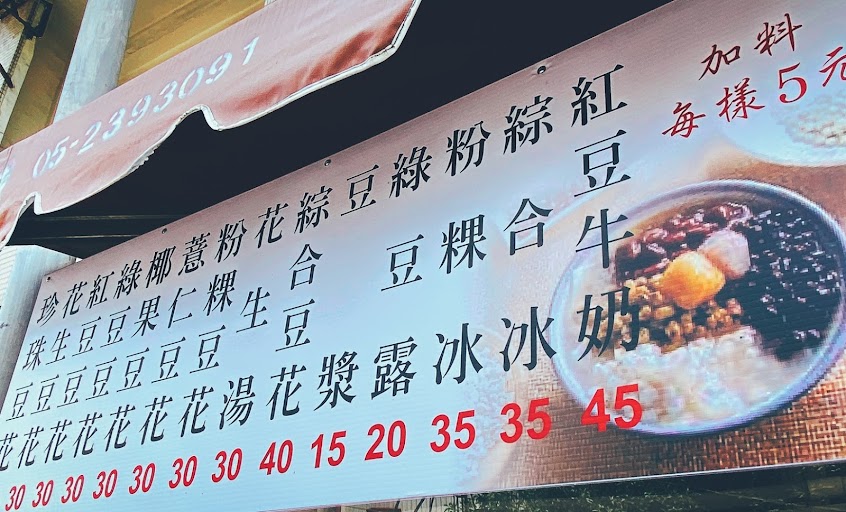 05-2393091
加料
每樣5元
紅豆牛奶 45
綜合冰 35
粉粿冰 35
綠豆露 20
豆漿 15
綜合豆花 40
花生湯 30
粉粿豆花 30
薏仁豆花 30
椰果豆花 30
綠豆豆花 30
紅豆豆花 30
花生豆花 30
珍珠豆花